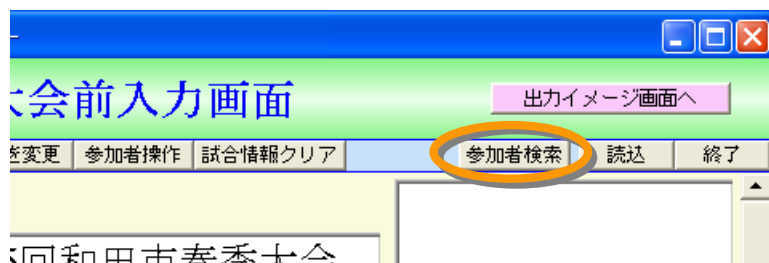 会前入力画面
出力イメージ画面へ
変更 参加者操作 試合情報クリア 参加者検索 読込 終了
回和田市春季大会